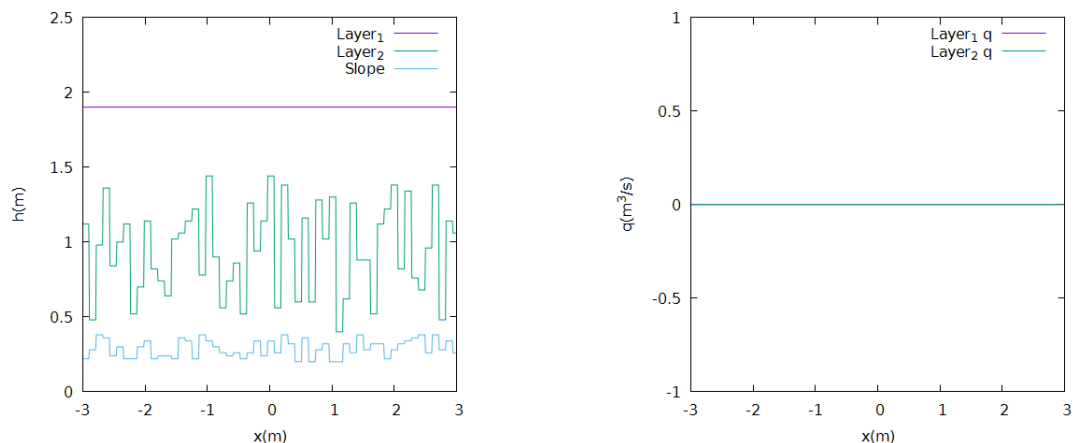 2.5
2
1.5
1
0.5
0
h(m)
Layer₁
Layer₂
Slope
-3 -2 -1 0 1 2 3
x(m)
1
0.5
0
-0.5
-1
q(m³/s)
Layer₁ q
Layer₂ q
-3 -2 -1 0 1 2 3
x(m)